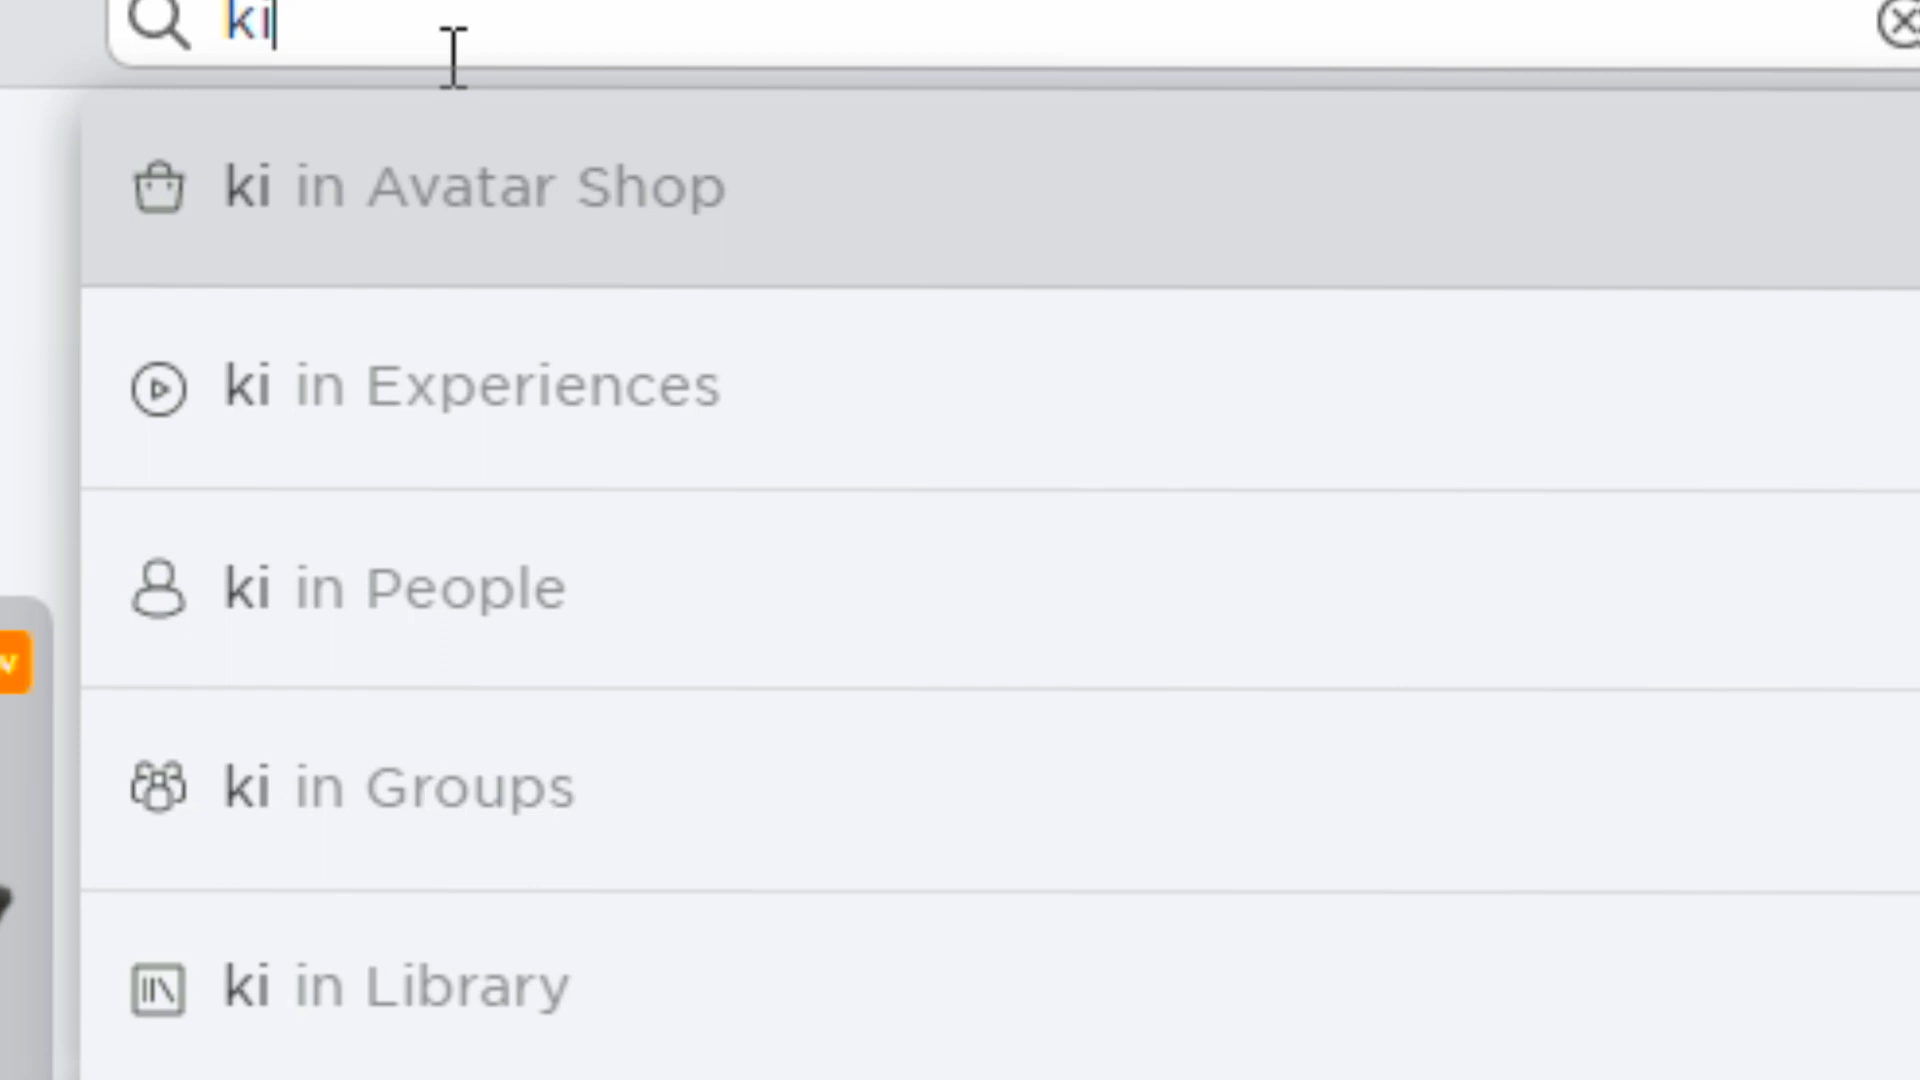 ki
ki in Avatar Shop
ki in Experiences
ki in People
ki in Groups
ki in Library